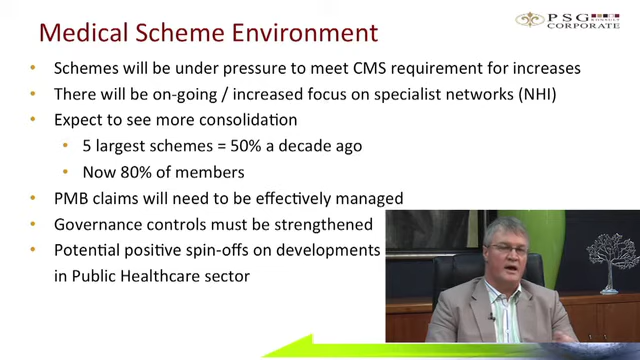 PSG
CORPORATE
Medical Scheme Environment
• Schemes will be under pressure to meet CMS requirement for increases
• There will be on-going / increased focus on specialist networks (NHI)
• Expect to see more consolidation
• 5 largest schemes = 50% a decade ago
• Now 80% of members
• PMB claims will need to be effectively managed
• Governance controls must be strengthened
• Potential positive spin-offs on developments
in Public Healthcare sector